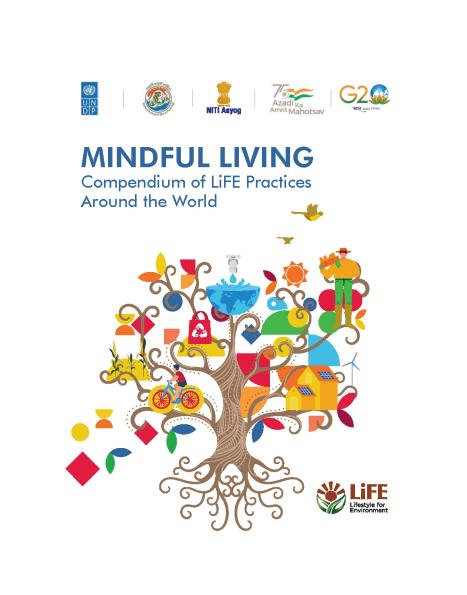 U N
D P
NITI Aayog
75
Azadi Ka
Amrit Mahotsav
G20
MINDFUL LIVING
Compendium of LiFE Practices
Around the World
LiFE
Lifestyle for
Environment